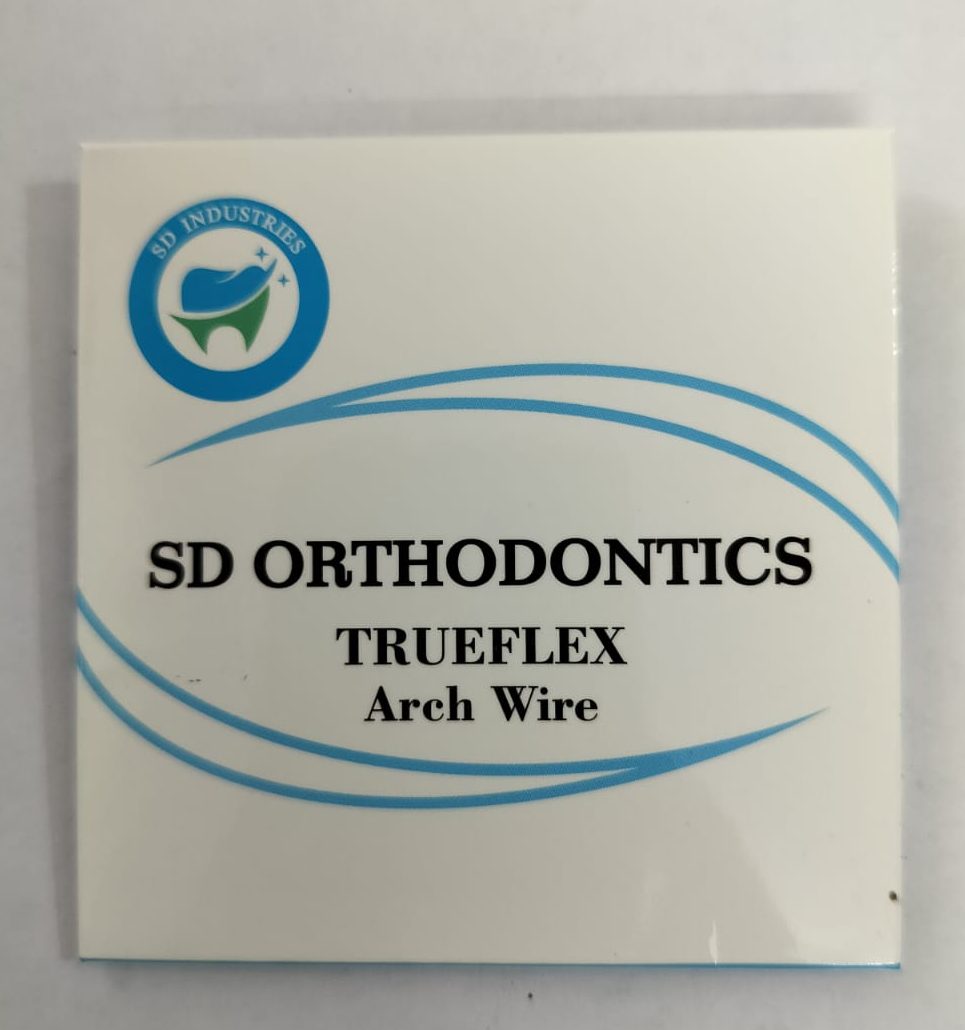 SD INDUSTRIES
SD ORTHODONTICS
TRUEFLEX
Arch Wire